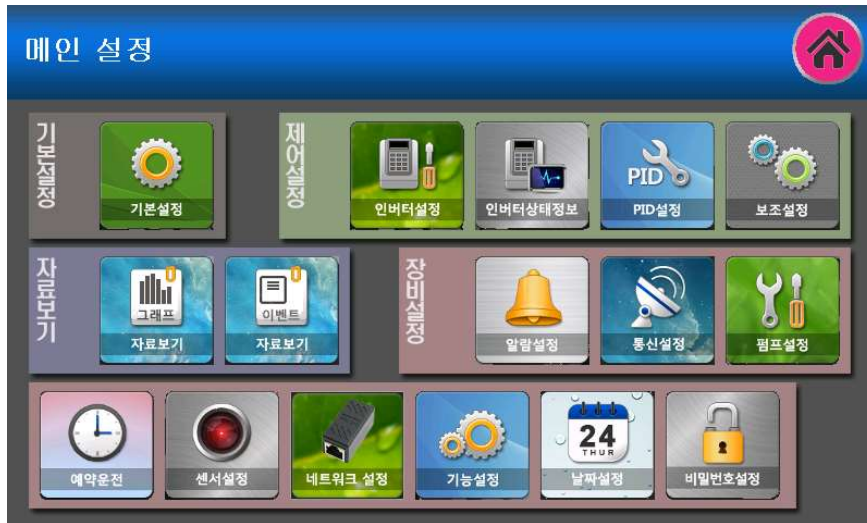 메인 설정
기본설정
기본설정
제어설정
인버터설정
인버터상태정보
PID
PID설정
보조설정
자료보기
그래프
자료보기
이벤트
자료보기
장비설정
알람설정
통신설정
펌프설정
예약운전
센서설정
네트워크 설정
기능설정
24
THUR
날짜설정
비밀번호설정